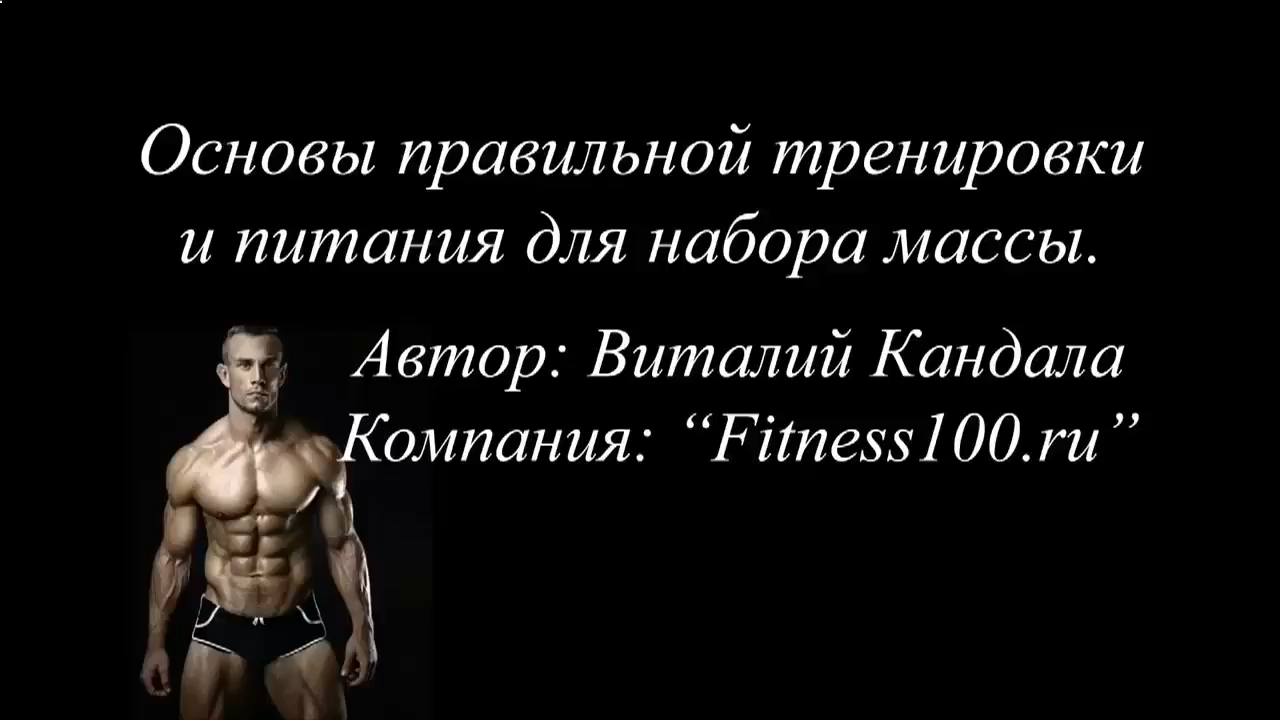 Основы правильной тренировки
и питания для набора массы.
Автор: Виталий Кандала
Компания: “Fitness100.ru”